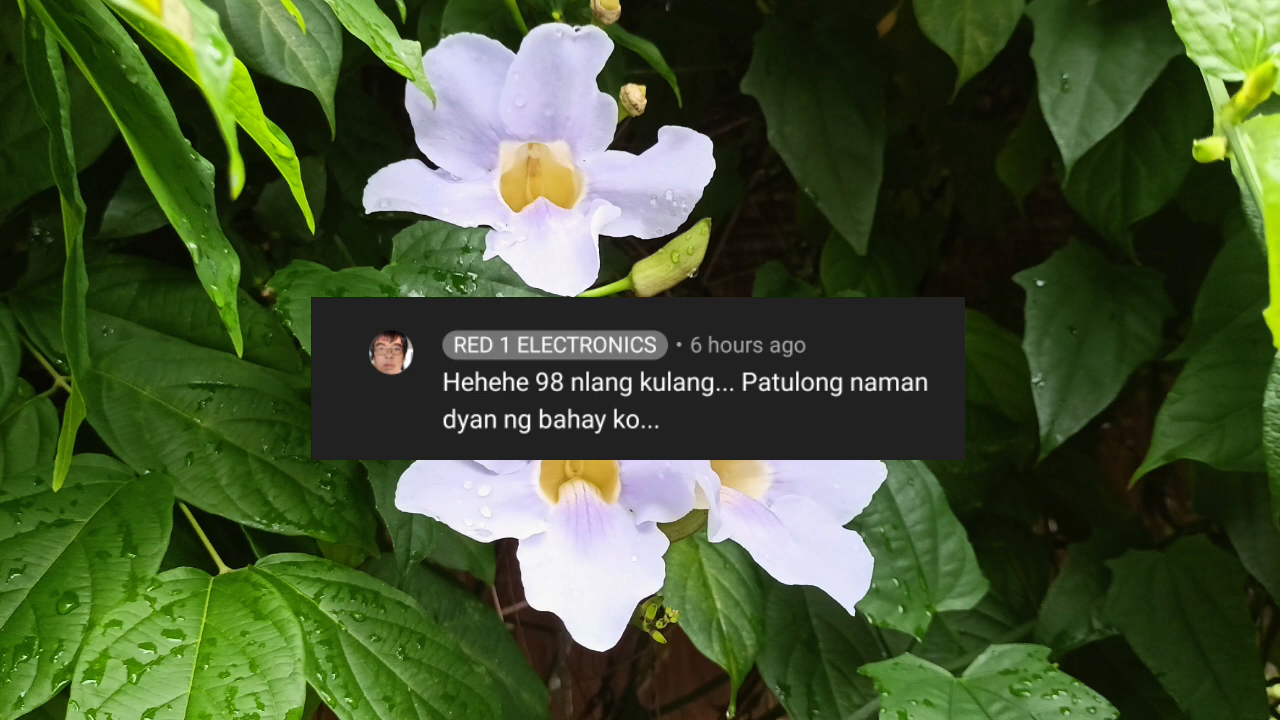 RED 1 ELECTRONICS • 6 hours ago
Hehehe 98 nlang kulang... Patulong naman
dyan ng bahay ko...